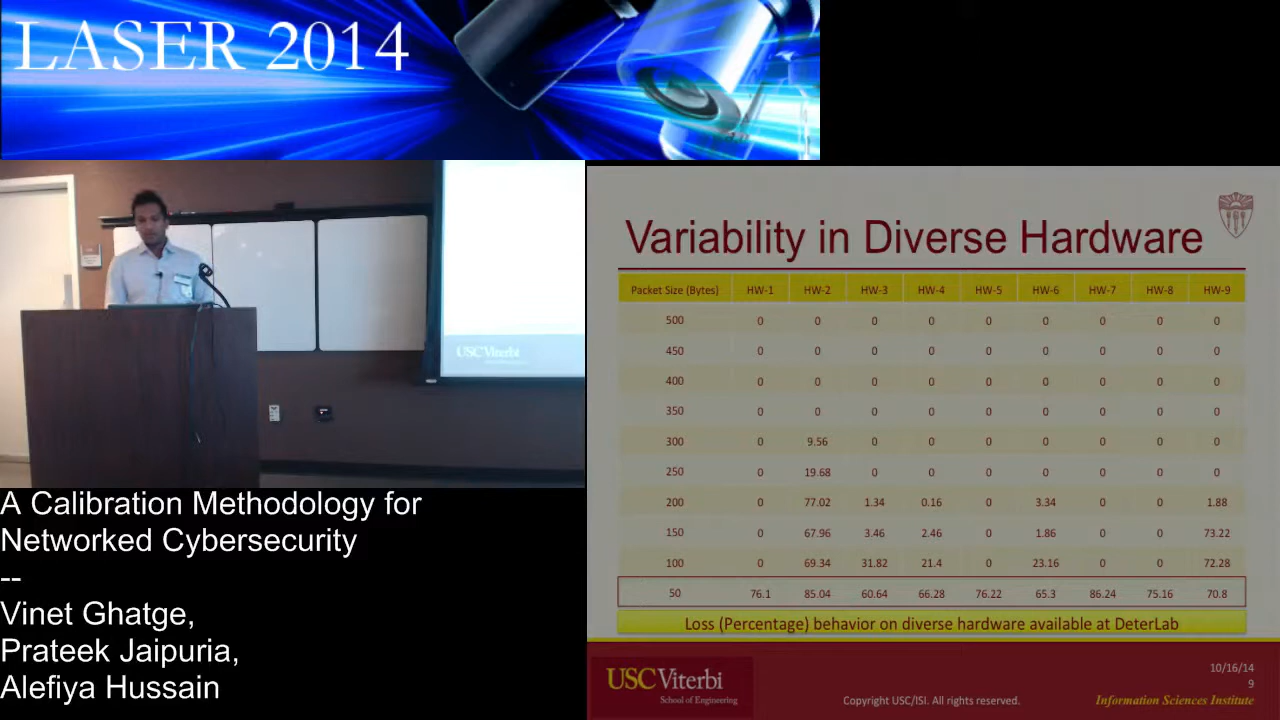 LASER 2014
USC Viterbi
A Calibration Methodology for
Networked Cybersecurity
--
Vinet Ghatge,
Prateek Jaipuria,
Alefiya Hussain
Variability in Diverse Hardware
Packet Size (Bytes) HW-1 HW-2 HW-3 HW-4 HW-5 HW-6 HW-7 HW-8 HW-9
500 0 0 0 0 0 0 0 0 0
450 0 0 0 0 0 0 0 0 0
400 0 0 0 0 0 0 0 0 0
350 0 0 0 0 0 0 0 0 0
300 0 9.56 0 0 0 0 0 0 0
250 0 19.68 0 0 0 0 0 0 0
200 0 77.02 1.34 0.16 0 3.34 0 0 1.88
150 0 67.96 3.46 2.46 0 1.86 0 0 73.22
100 0 69.34 31.82 21.4 0 23.16 0 0 72.28
50 76.1 85.04 60.64 66.28 76.22 65.3 86.24 75.16 70.8
Loss (Percentage) behavior on diverse hardware available at DeterLab
USC Viterbi
School of Engineering
Copyright USC/ISI. All rights reserved.
10/16/14
9
Information Sciences Institute